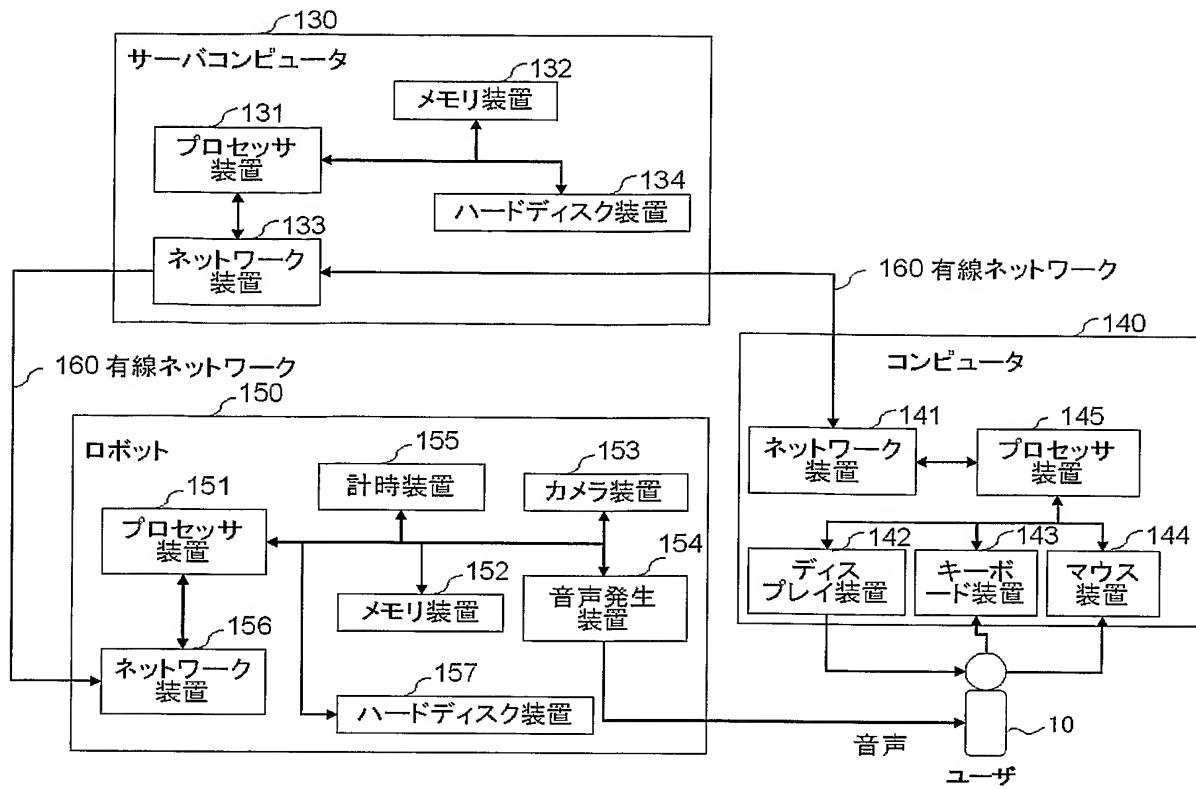 130
サーバコンピュータ
132
メモリ装置
131
プロセッサ
装置
134
ハードディスク装置
133
ネットワーク
装置
160 有線ネットワーク
140
コンピュータ
141
ネットワーク
装置
145
プロセッサ
装置
142
ディス
プレイ装置
143
キーボ
ード装置
144
マウス
装置
160 有線ネットワーク
150
ロボット
155
計時装置
153
カメラ装置
151
プロセッサ
装置
154
音声発生
装置
152
メモリ装置
156
ネットワーク
装置
157
ハードディスク装置
音声
10
ユーザ